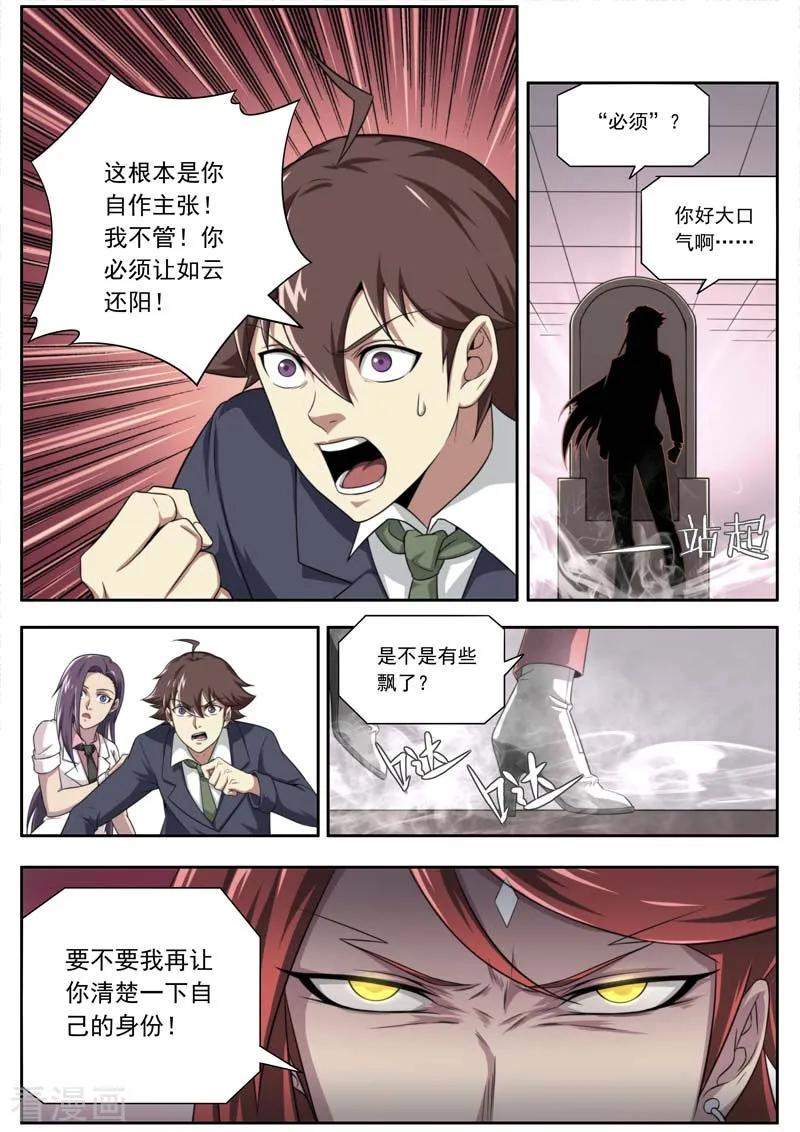 这根本是你
自作主张！
我不管！你
必须让如云
还阳！
“必须”？
你好大口
气啊……
站起
是不是有些
飘了？
哒
哒
要不要我再让
你清楚一下自
己的身份！
看漫画